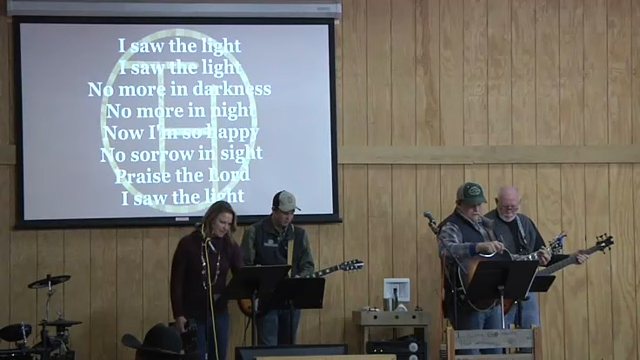 I saw the light
I saw the light
No more in darkness
No more in night
Now I'm so happy
No sorrow in sight
Praise the Lord
I saw the light